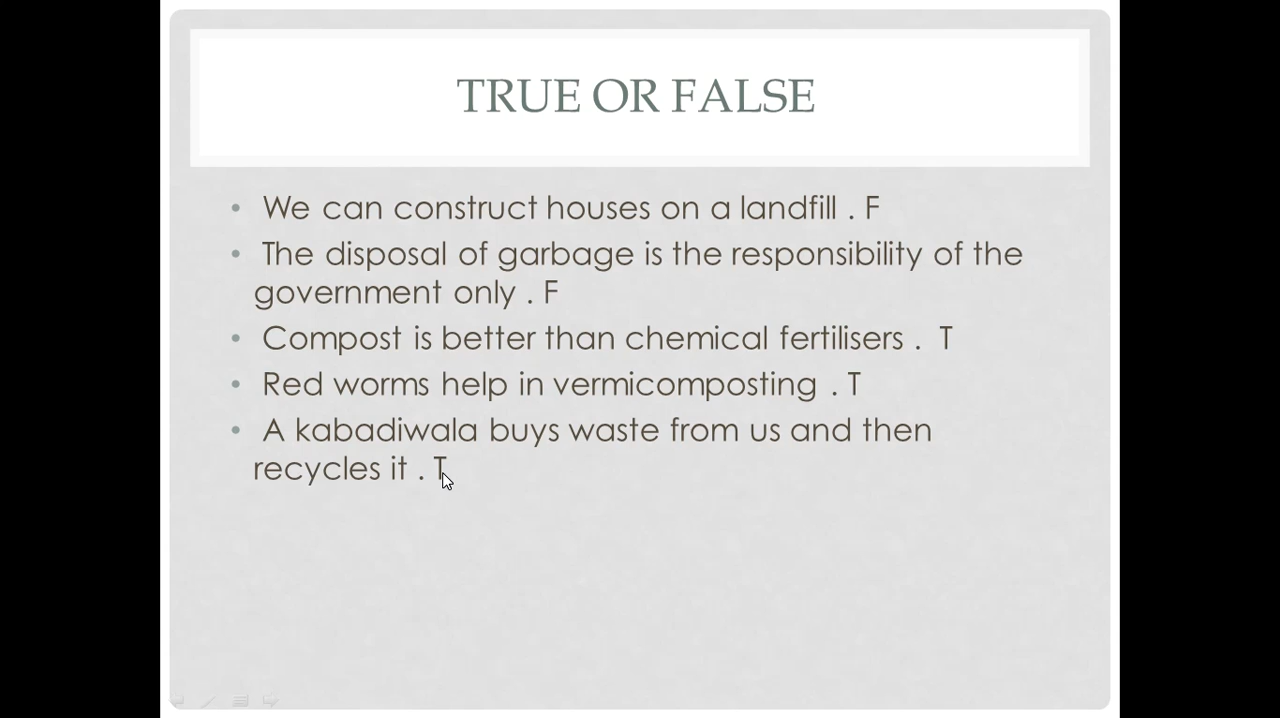 TRUE OR FALSE
• We can construct houses on a landfill . F
• The disposal of garbage is the responsibility of the
government only . F
• Compost is better than chemical fertilisers . T
• Red worms help in vermicomposting . T
• A kabadiwala buys waste from us and then
recycles it . T